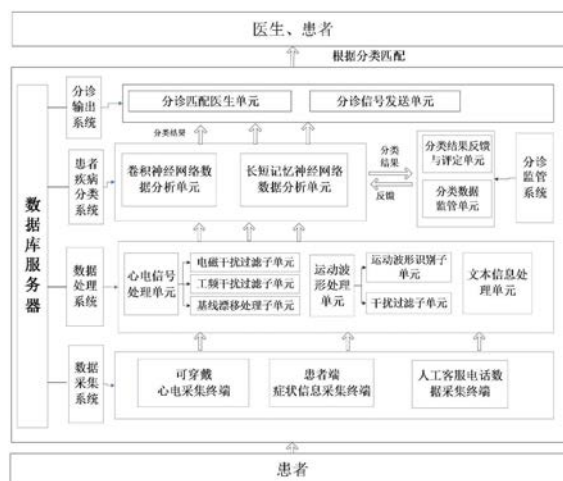 医生、患者
根据分类匹配
数据库服务器
分诊
输出
系统
分诊匹配医生单元
分诊信号发送单元
分类结果
患者
疾病
分类
系统
卷积神经网络
数据分析单元
长短记忆神经网络
数据分析单元
分类
结果
反馈
分类结果反馈
与评定单元
分类数据
监管单元
分诊
监管
系统
数据
处理
系统
心电信号
处理单元
电磁干扰过滤子单元
工频干扰过滤子单元
基线漂移处理子单元
运动波
形处理
单元
运动波形识别子
单元
干扰过滤子单元
文本信息处
理单元
数据
采集
系统
可穿戴
心电采集终端
患者端
症状信息采集终端
人工客服电话数
据采集终端
患者